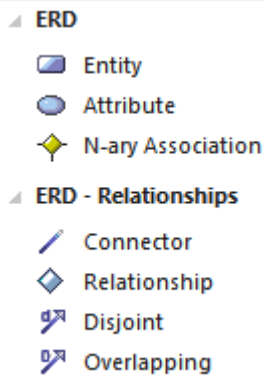 ERD
Entity
Attribute
N-ary Association
ERD - Relationships
Connector
Relationship
Disjoint
Overlapping